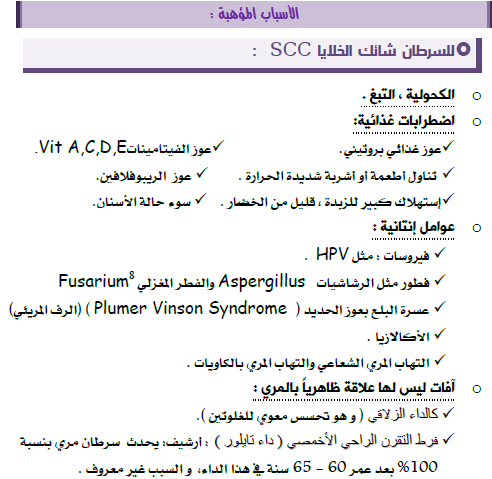 الأسباب المؤهبة :
للسرطان شائك الخلايا SCC :
o الكحولية ، التبغ .
o اضطرابات غذائية:
✓عوز غذائي بروتيني. ✓عوز الفيتاميناتVit A,C,D,E.
✓ تناول أطعمة أو أشربة شديدة الحرارة . ✓ عوز الريبوفلافين.
✓إستهلاك كبير للزبدة ، قليل من الخضار . ✓ سوء حالة الأسنان.
o عوامل إنتانية :
✓ فيروسات : مثل HPV .
✓ فطور مثل الرشاشيات Aspergillus والفطر المغزلي Fusarium⁸
✓ عسرة البلع بعوز الحديد ( Plumer Vinson Syndrome ) (الرف المريئي)
✓ الأكالازيا .
✓ التهاب المري الشعاعي والتهاب المري بالكاويات .
o آفات ليس لها علاقة ظاهرياً بالمري :
✓ كالداء الزلاقي ( و هو تحسس معوي للغلوتين ).
✓ فرط التقرن الراحي الأخمصي ( داء تايلور ) : ارشيف: يحدث سرطان مري بنسبة
100% بعد عمر 60 – 65 سنة في هذا الداء، و السبب غير معروف .